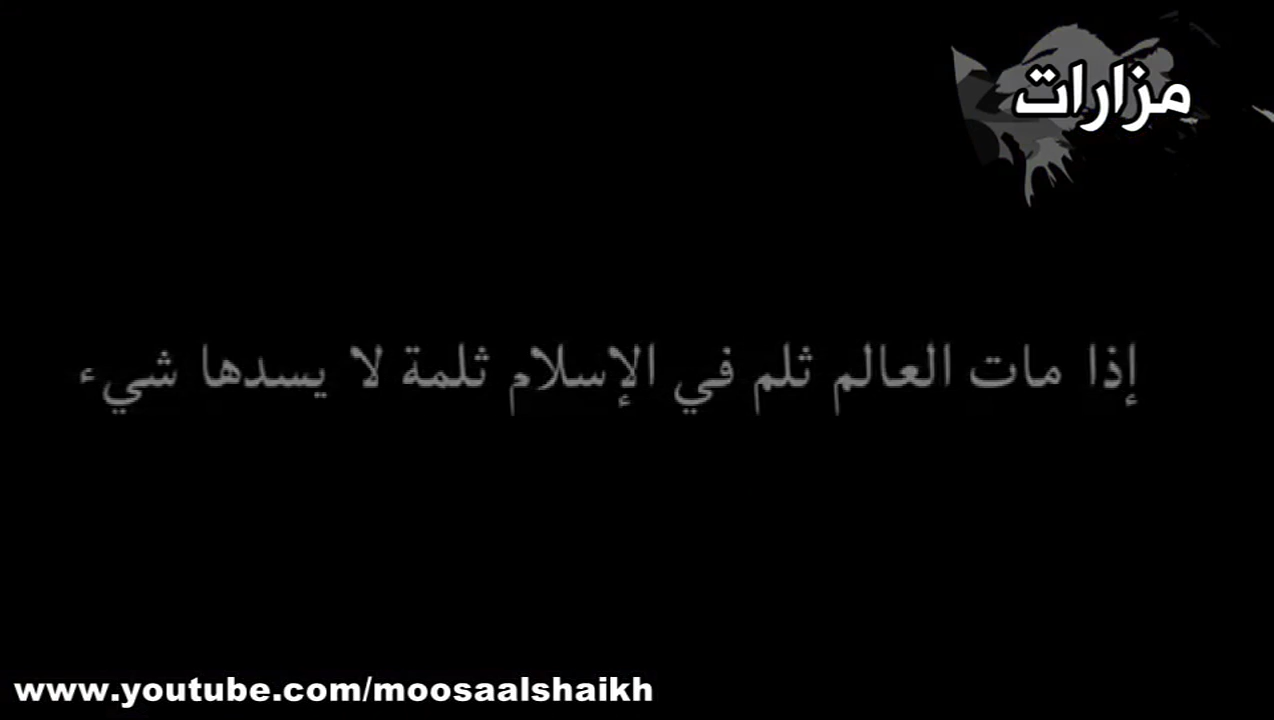 مزارات
إذا مات العالم ثلم في الإسلام ثلمة لا يسدها شيء
www.youtube.com/moosaalshaikh